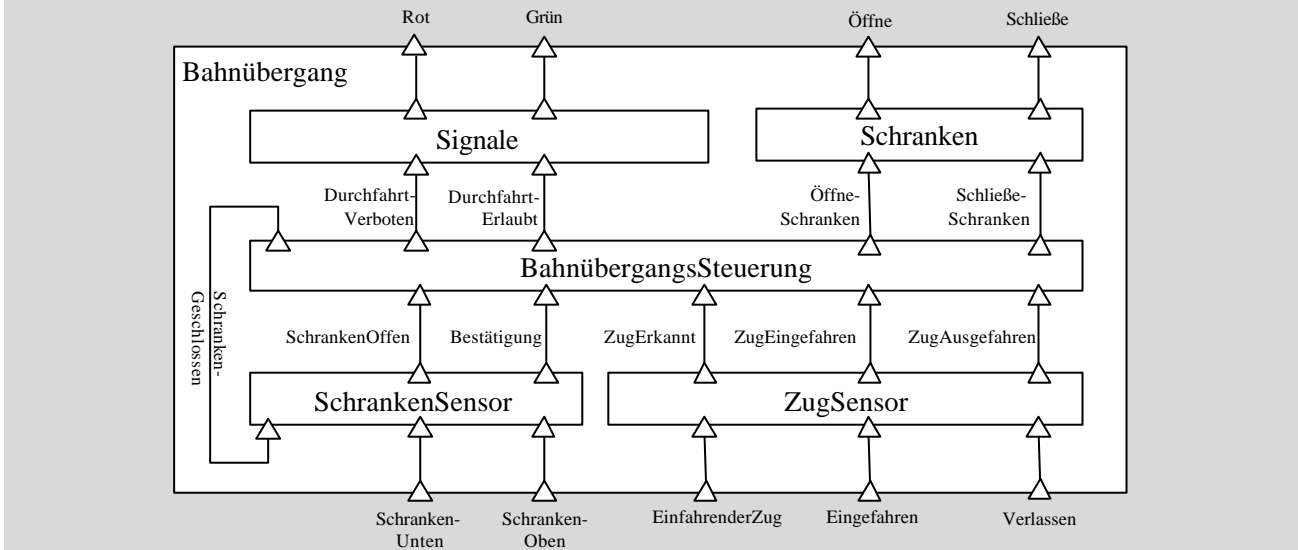 Rot
Grün
Öffne
Schließe
Bahnübergang
Signale
Schranken
Durchfahrt-
Verboten
Durchfahrt-
Erlaubt
Öffne-
Schranken
Schließe-
Schranken
BahnübergangsSteuerung
Schranken-
Geschlossen
SchrankenOffen
Bestätigung
ZugErkannt
ZugEingefahren
ZugAusgefahren
SchrankenSensor
ZugSensor
Schranken-
Unten
Schranken-
Oben
EinfahrenderZug
Eingefahren
Verlassen